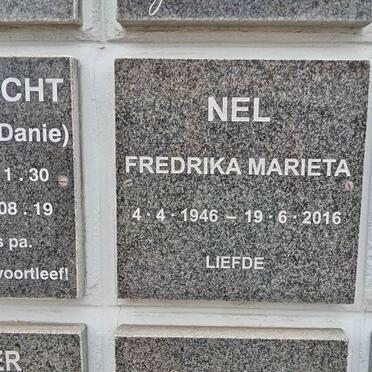 CHT
Danie)
1 . 30
08 . 19
s pa.
voortleef!
NEL
FREDRIKA MARIETA
4 · 4 · 1946 – 19 · 6 · 2016
LIEFDE
ER